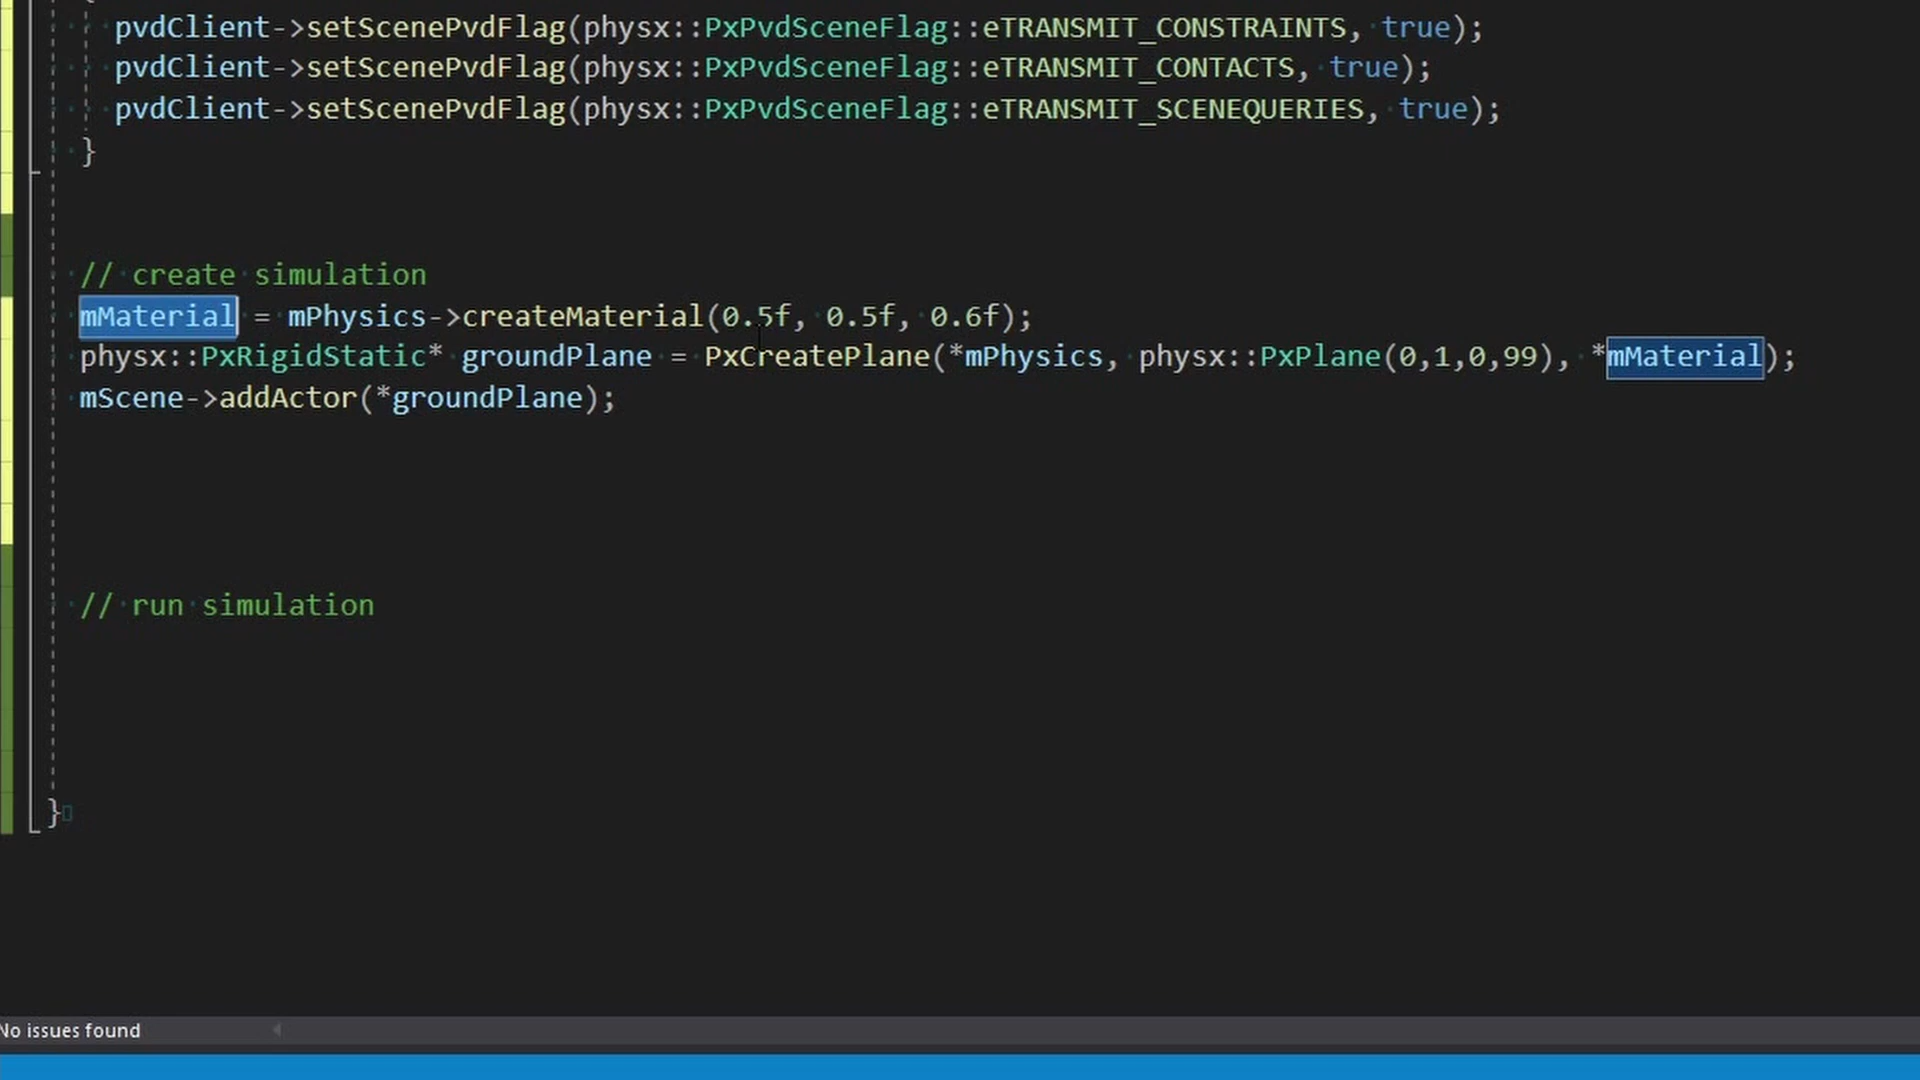 pvdClient->setScenePvdFlag(physx::PxPvdSceneFlag::eTRANSMIT_CONSTRAINTS, true);
pvdClient->setScenePvdFlag(physx::PxPvdSceneFlag::eTRANSMIT_CONTACTS, true);
pvdClient->setScenePvdFlag(physx::PxPvdSceneFlag::eTRANSMIT_SCENEQUERIES, true);
}
// create simulation
mMaterial = mPhysics->createMaterial(0.5f, 0.5f, 0.6f);
physx::PxRigidStatic* groundPlane = PxCreatePlane(*mPhysics, physx::PxPlane(0,1,0,99), *mMaterial);
mScene->addActor(*groundPlane);
// run simulation
}
No issues found